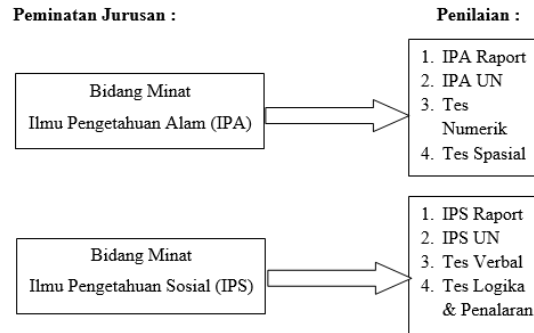 Peminatan Jurusan :
Penilaian :
Bidang Minat
Ilmu Pengetahuan Alam (IPA)
1. IPA Raport
2. IPA UN
3. Tes
Numerik
4. Tes Spasial
Bidang Minat
Ilmu Pengetahuan Sosial (IPS)
1. IPS Raport
2. IPS UN
3. Tes Verbal
4. Tes Logika
& Penalaran